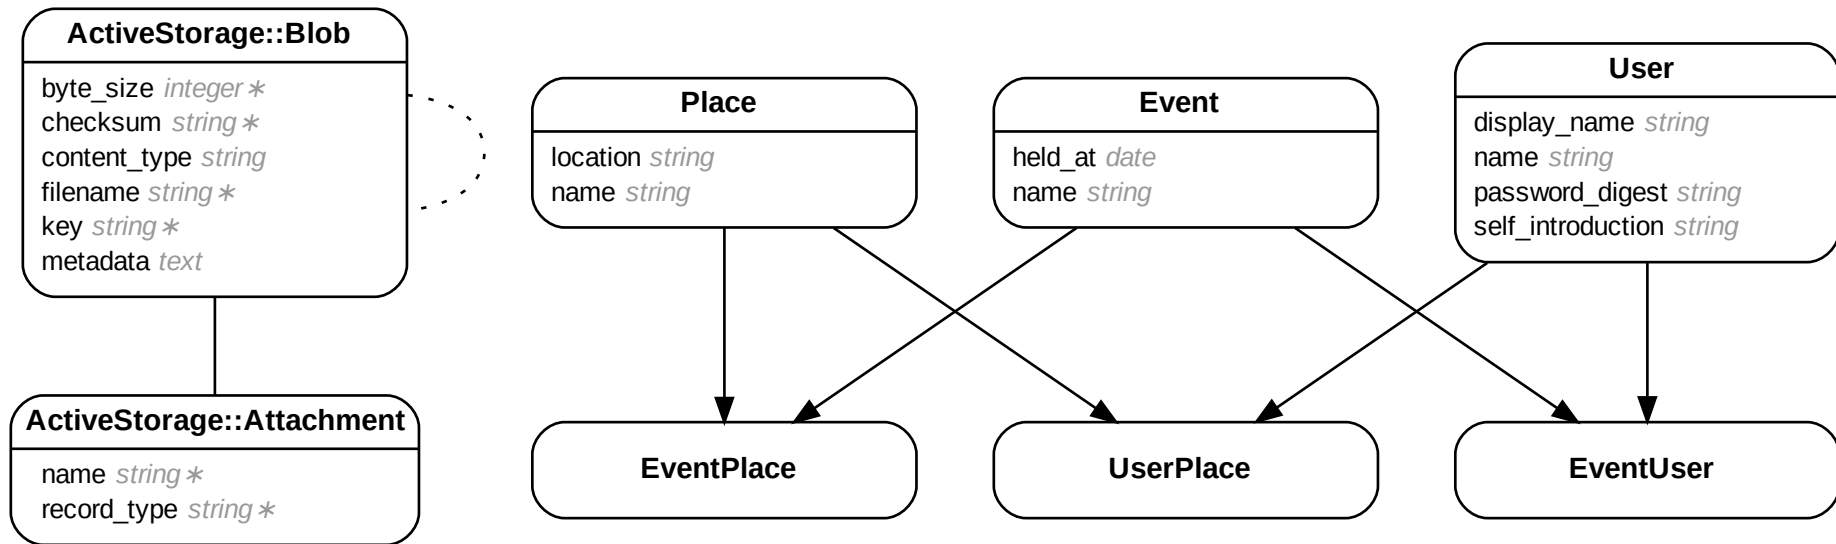 ActiveStorage::Blob
byte_size integer∗
checksum string∗
content_type string
filename string∗
key string∗
metadata text
ActiveStorage::Attachment
name string∗
record_type string∗
Place
location string
name string
Event
held_at date
name string
User
display_name string
name string
password_digest string
self_introduction string
EventPlace
UserPlace
EventUser